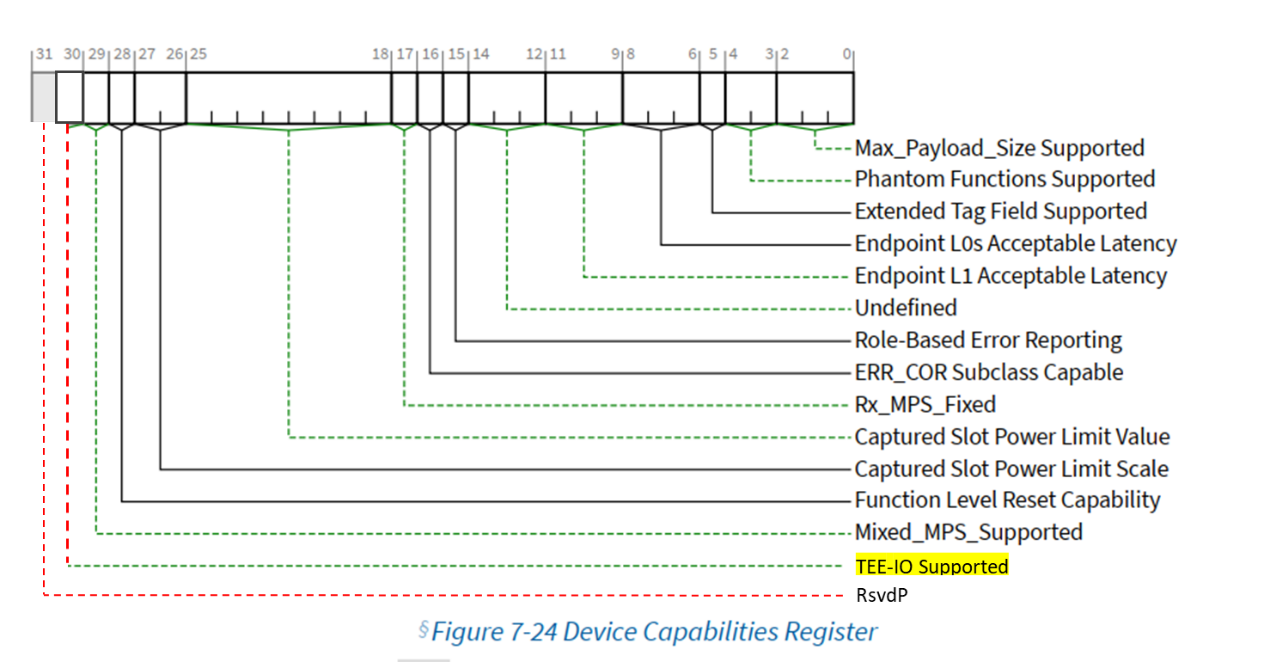 31 30 29 28 27 26 25 18 17 16 15 14 12 11 9 8 6 5 4 3 2 0
Max_Payload_Size Supported
Phantom Functions Supported
Extended Tag Field Supported
Endpoint L0s Acceptable Latency
Endpoint L1 Acceptable Latency
Undefined
Role-Based Error Reporting
ERR_COR Subclass Capable
Rx_MPS_Fixed
Captured Slot Power Limit Value
Captured Slot Power Limit Scale
Function Level Reset Capability
Mixed_MPS_Supported
TEE-IO Supported
RsvdP
§ Figure 7-24 Device Capabilities Register